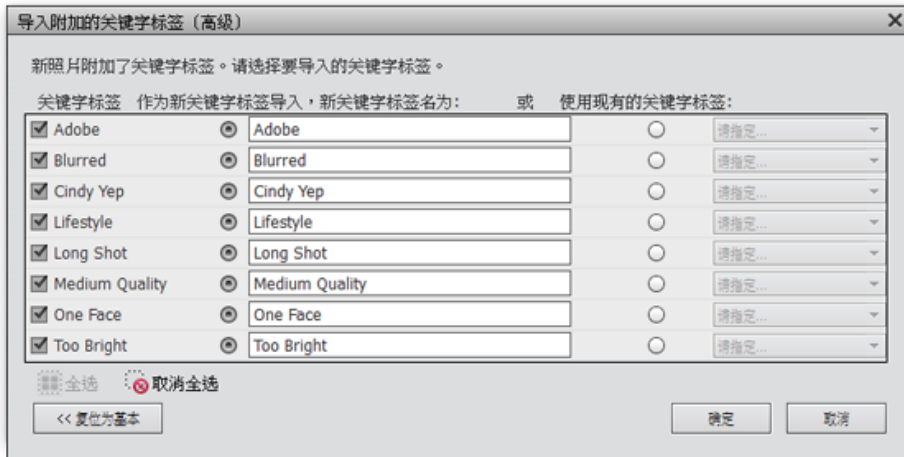 导入附加的关键字标签（高级）
新照片附加了关键字标签。请选择要导入的关键字标签。
关键字标签 作为新关键字标签导入，新关键字标签名为： 或 使用现有的关键字标签：
Adobe Adobe 请指定...
Blurred Blurred 请指定...
Cindy Yep Cindy Yep 请指定...
Lifestyle Lifestyle 请指定...
Long Shot Long Shot 请指定...
Medium Quality Medium Quality 请指定...
One Face One Face 请指定...
Too Bright Too Bright 请指定...
全选 取消全选
<< 复位为基本 确定 取消